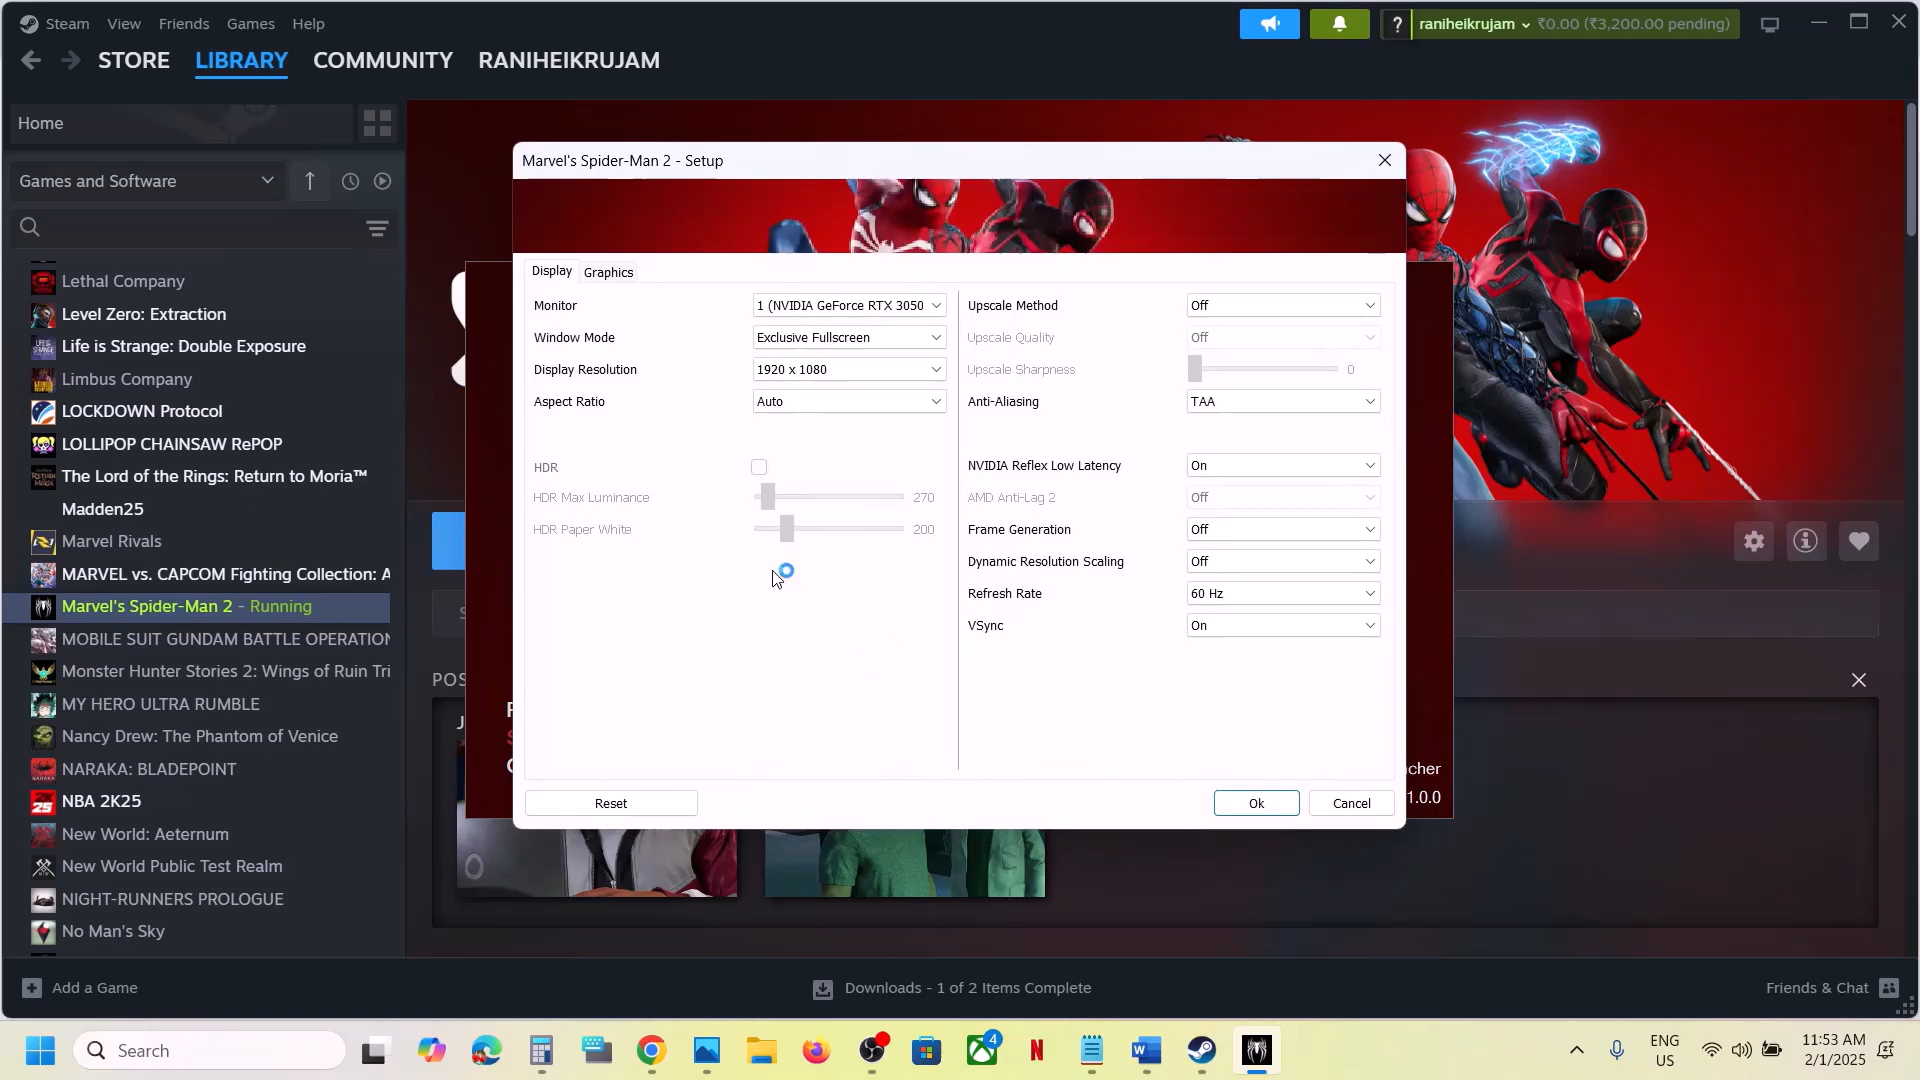 Steam View Friends Games Help
? raniheikrujam ₹0.00 (₹3,200.00 pending)
STORE LIBRARY COMMUNITY RANIHEIKRUJAM
Home
Games and Software
Lethal Company
Level Zero: Extraction
Life is Strange: Double Exposure
Limbus Company
LOCKDOWN Protocol
LOLLIPOP CHAINSAW RePOP
The Lord of the Rings: Return to Moria™
Madden25
Marvel Rivals
MARVEL vs. CAPCOM Fighting Collection: A
Marvel's Spider-Man 2 - Running
MOBILE SUIT GUNDAM BATTLE OPERATION
Monster Hunter Stories 2: Wings of Ruin Tri
MY HERO ULTRA RUMBLE
Nancy Drew: The Phantom of Venice
NARAKA: BLADEPOINT
NBA 2K25
New World: Aeternum
New World Public Test Realm
NIGHT-RUNNERS PROLOGUE
No Man's Sky
Marvel's Spider-Man 2 - Setup
Display Graphics
Monitor 1 (NVIDIA GeForce RTX 3050
Window Mode Exclusive Fullscreen
Display Resolution 1920 x 1080
Aspect Ratio Auto
HDR
HDR Max Luminance 270
HDR Paper White 200
Upscale Method Off
Upscale Quality Off
Upscale Sharpness 0
Anti-Aliasing TAA
NVIDIA Reflex Low Latency On
AMD Anti-Lag 2 Off
Frame Generation Off
Dynamic Resolution Scaling Off
Refresh Rate 60 Hz
VSync On
Reset Ok Cancel
POS
ncher
1.0.0
Add a Game
Downloads - 1 of 2 Items Complete
Friends & Chat
Search
4
ENG
US
11:53 AM
2/1/2025